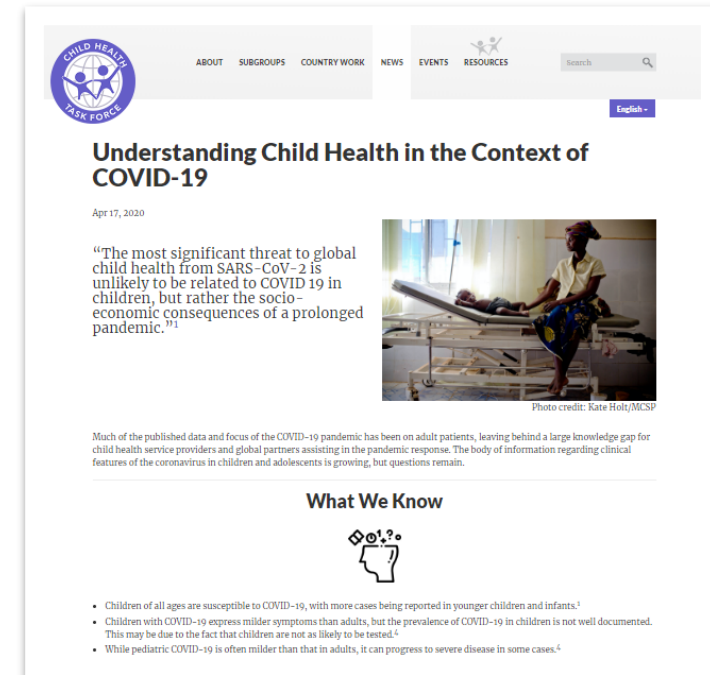 CHILD HEALTH
TASK FORCE
ABOUT SUBGROUPS COUNTRY WORK NEWS EVENTS RESOURCES
Search
English
Understanding Child Health in the Context of
COVID-19
Apr 17, 2020
“The most significant threat to global
child health from SARS-CoV-2 is
unlikely to be related to COVID 19 in
children, but rather the socio-
economic consequences of a prolonged
pandemic.”1
Photo credit: Kate Holt/MCSP
Much of the published data and focus of the COVID-19 pandemic has been on adult patients, leaving behind a large knowledge gap for
child health service providers and global partners assisting in the pandemic response. The body of information regarding clinical
features of the coronavirus in children and adolescents is growing, but questions remain.
What We Know
• Children of all ages are susceptible to COVID-19, with more cases being reported in younger children and infants.3
• Children with COVID-19 express milder symptoms than adults, but the prevalence of COVID-19 in children is not well documented.
This may be due to the fact that children are not as likely to be tested.4
• While pediatric COVID-19 is often milder than that in adults, it can progress to severe disease in some cases.4